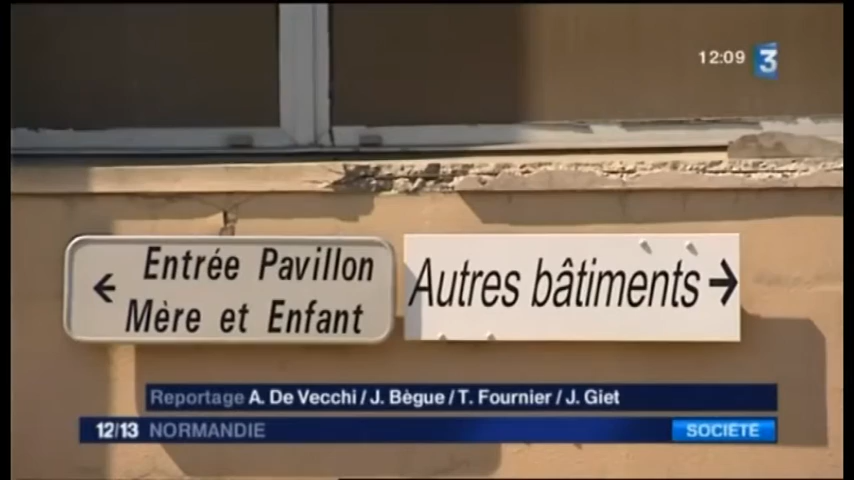 12:09 3
Entrée Pavillon
Mère et Enfant
Autres bâtiments
Reportage A. De Vecchi / J. Bègue / T. Fournier / J. Giet
12/13 NORMANDIE SOCIÉTÉ